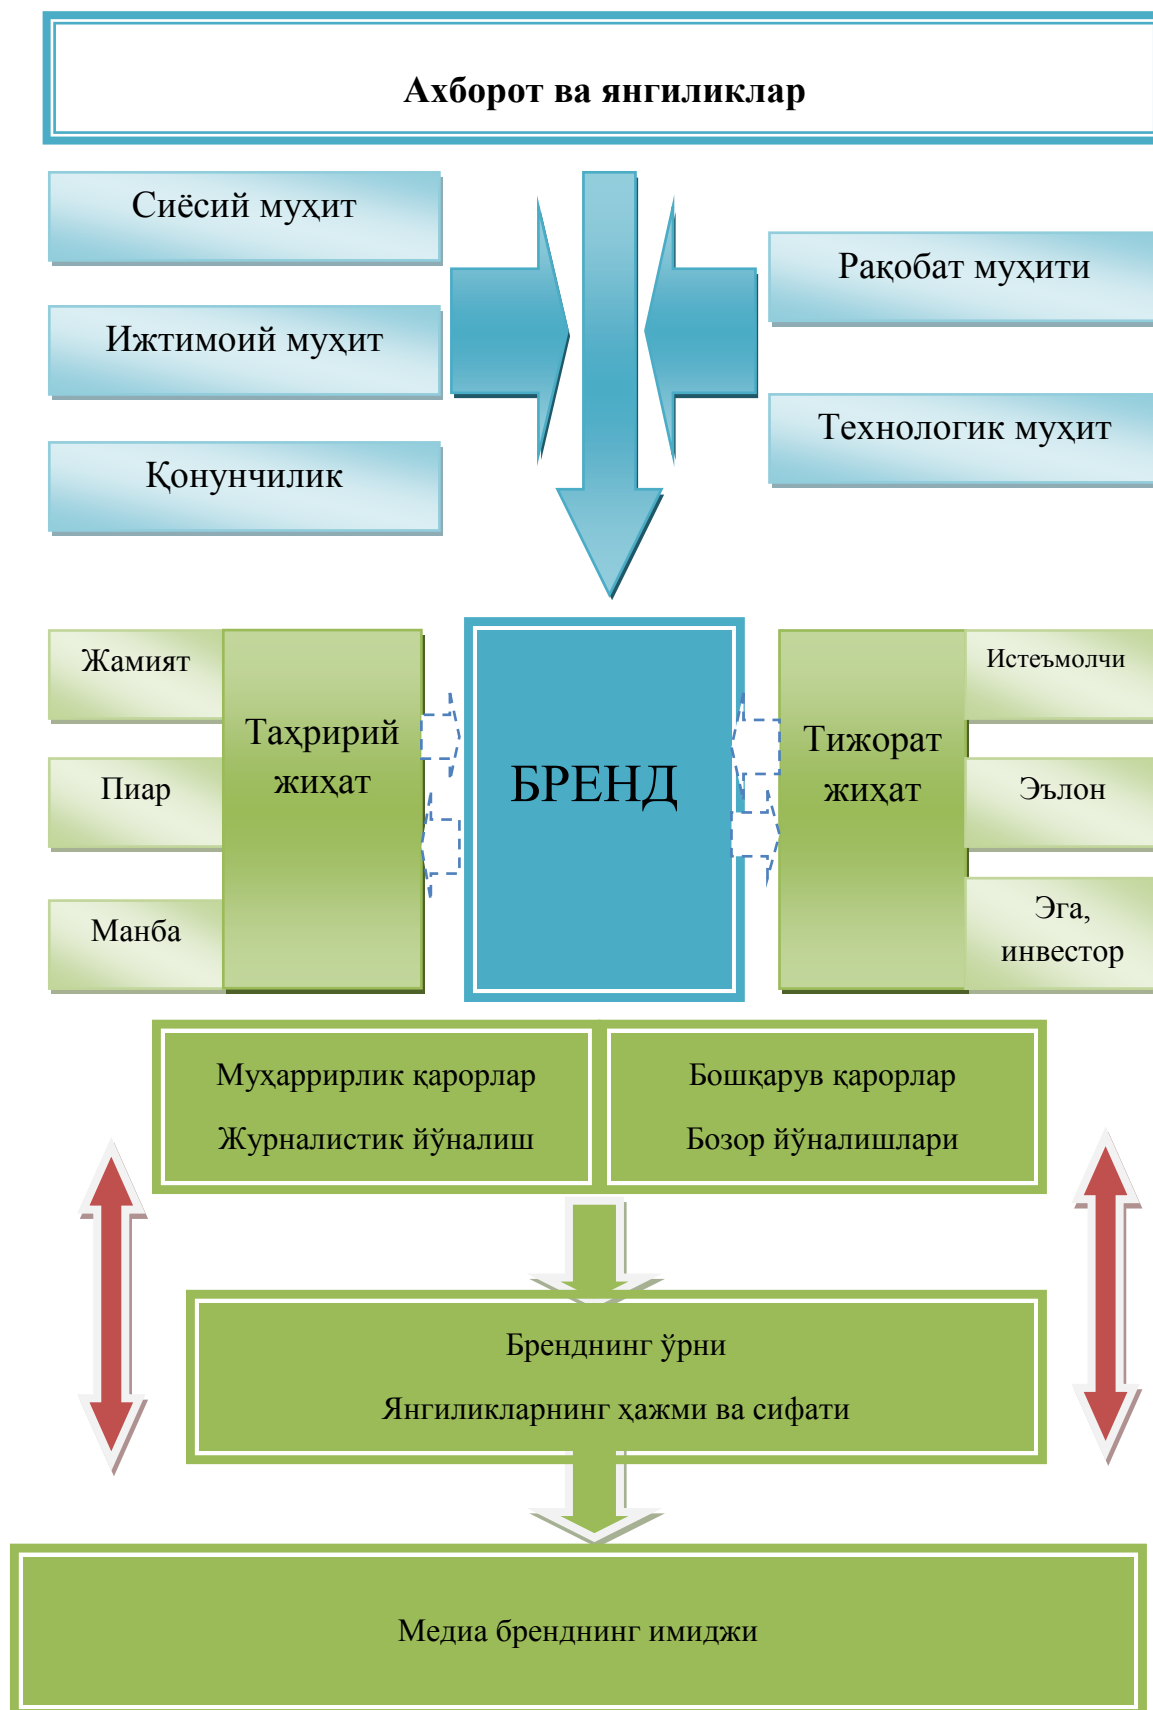 Ахборот ва янгиликлар
Сиёсий муҳит
Ижтимоий муҳит
Қонунчилик
Рақобат муҳити
Технологик муҳит
Жамият
Пиар
Манба
Таҳририй
жиҳат
БРЕНД
Тижорат
жиҳат
Истеъмолчи
Эълон
Эга,
инвестор
Муҳаррирлик қарорлар
Журналистик йўналиш
Бошқарув қарорлар
Бозор йўналишлари
Бренднинг ўрни
Янгиликларнинг ҳажми ва сифати
Медиа бренднинг имиджи